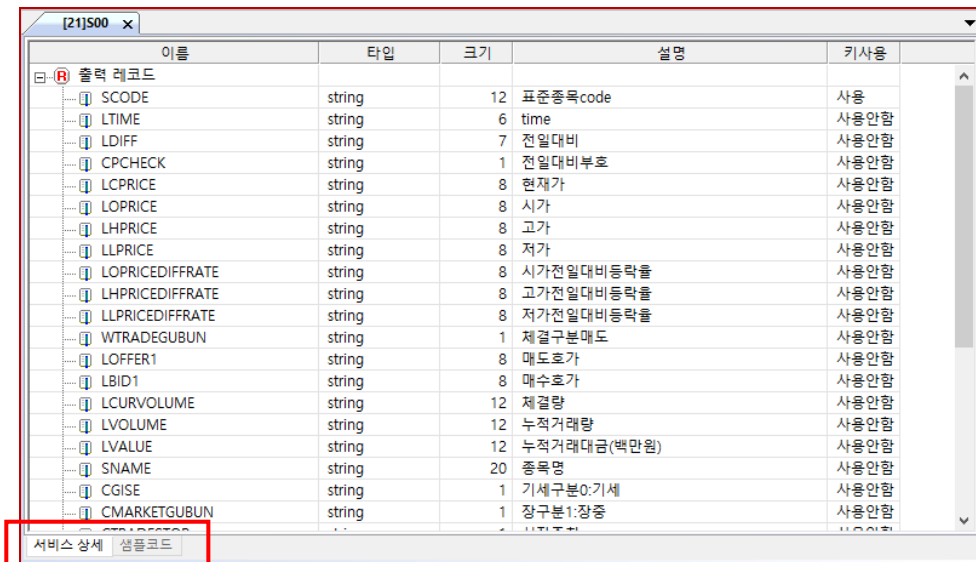 [21]S00 x
이름 타입 크기 설명 키사용
R 출력 레코드
SCODE string 12 표준종목code 사용
LTIME string 6 time 사용안함
LDIFF string 7 전일대비 사용안함
CPCHECK string 1 전일대비부호 사용안함
LCPRICE string 8 현재가 사용안함
LOPRICE string 8 시가 사용안함
LHPRICE string 8 고가 사용안함
LLPRICE string 8 저가 사용안함
LOPRICEDIFFRATE string 8 시가전일대비등락율 사용안함
LHPRICEDIFFRATE string 8 고가전일대비등락율 사용안함
LLPRICEDIFFRATE string 8 저가전일대비등락율 사용안함
WTRADEGUBUN string 1 체결구분매도 사용안함
LOFFER1 string 8 매도호가 사용안함
LBID1 string 8 매수호가 사용안함
LCURVOLUME string 12 체결량 사용안함
LVOLUME string 12 누적거래량 사용안함
LVALUE string 12 누적거래대금(백만원) 사용안함
SNAME string 20 종목명 사용안함
CGISE string 1 기세구분0:기세 사용안함
CMARKETGUBUN string 1 장구분1:장중 사용안함
서비스 상세 샘플코드